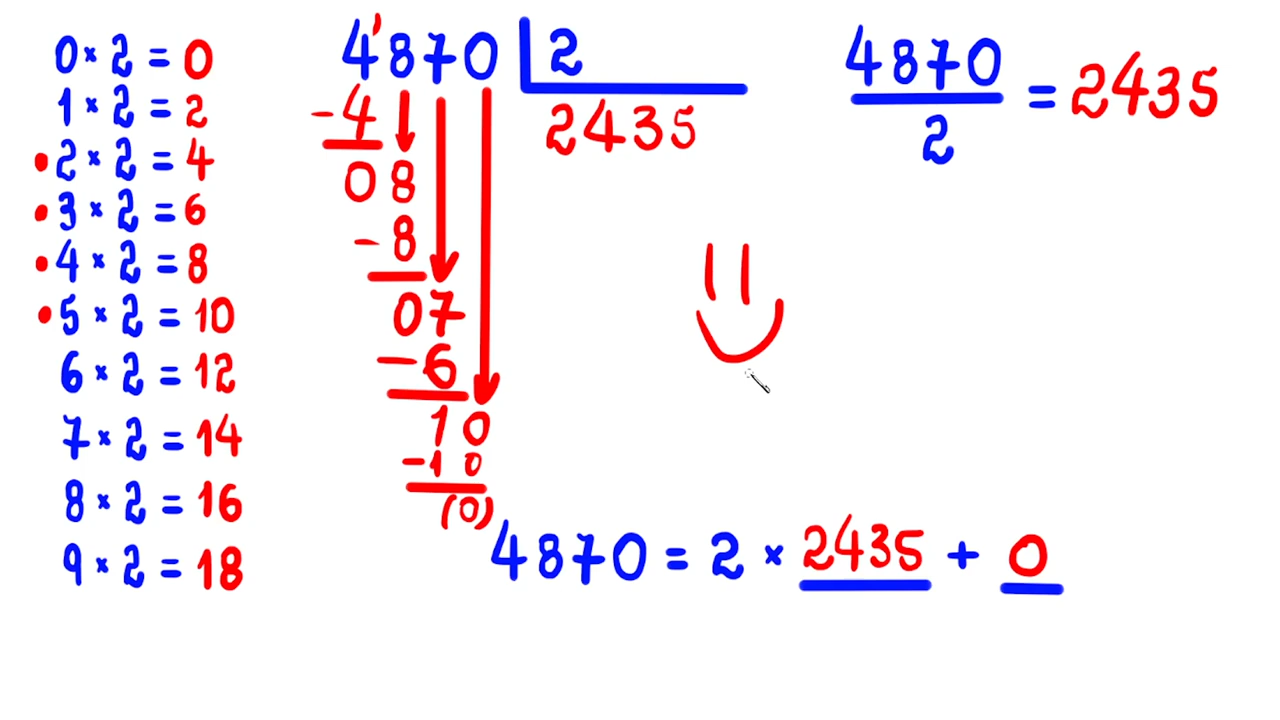 0 × 2 = 0
1 × 2 = 2
• 2 × 2 = 4
• 3 × 2 = 6
• 4 × 2 = 8
• 5 × 2 = 10
6 × 2 = 12
7 × 2 = 14
8 × 2 = 16
9 × 2 = 18
4'870 2
-4 2435
08
-8
07
-6
10
-10
(0)
4870
2
= 2435
4870 = 2 × 2435 + 0